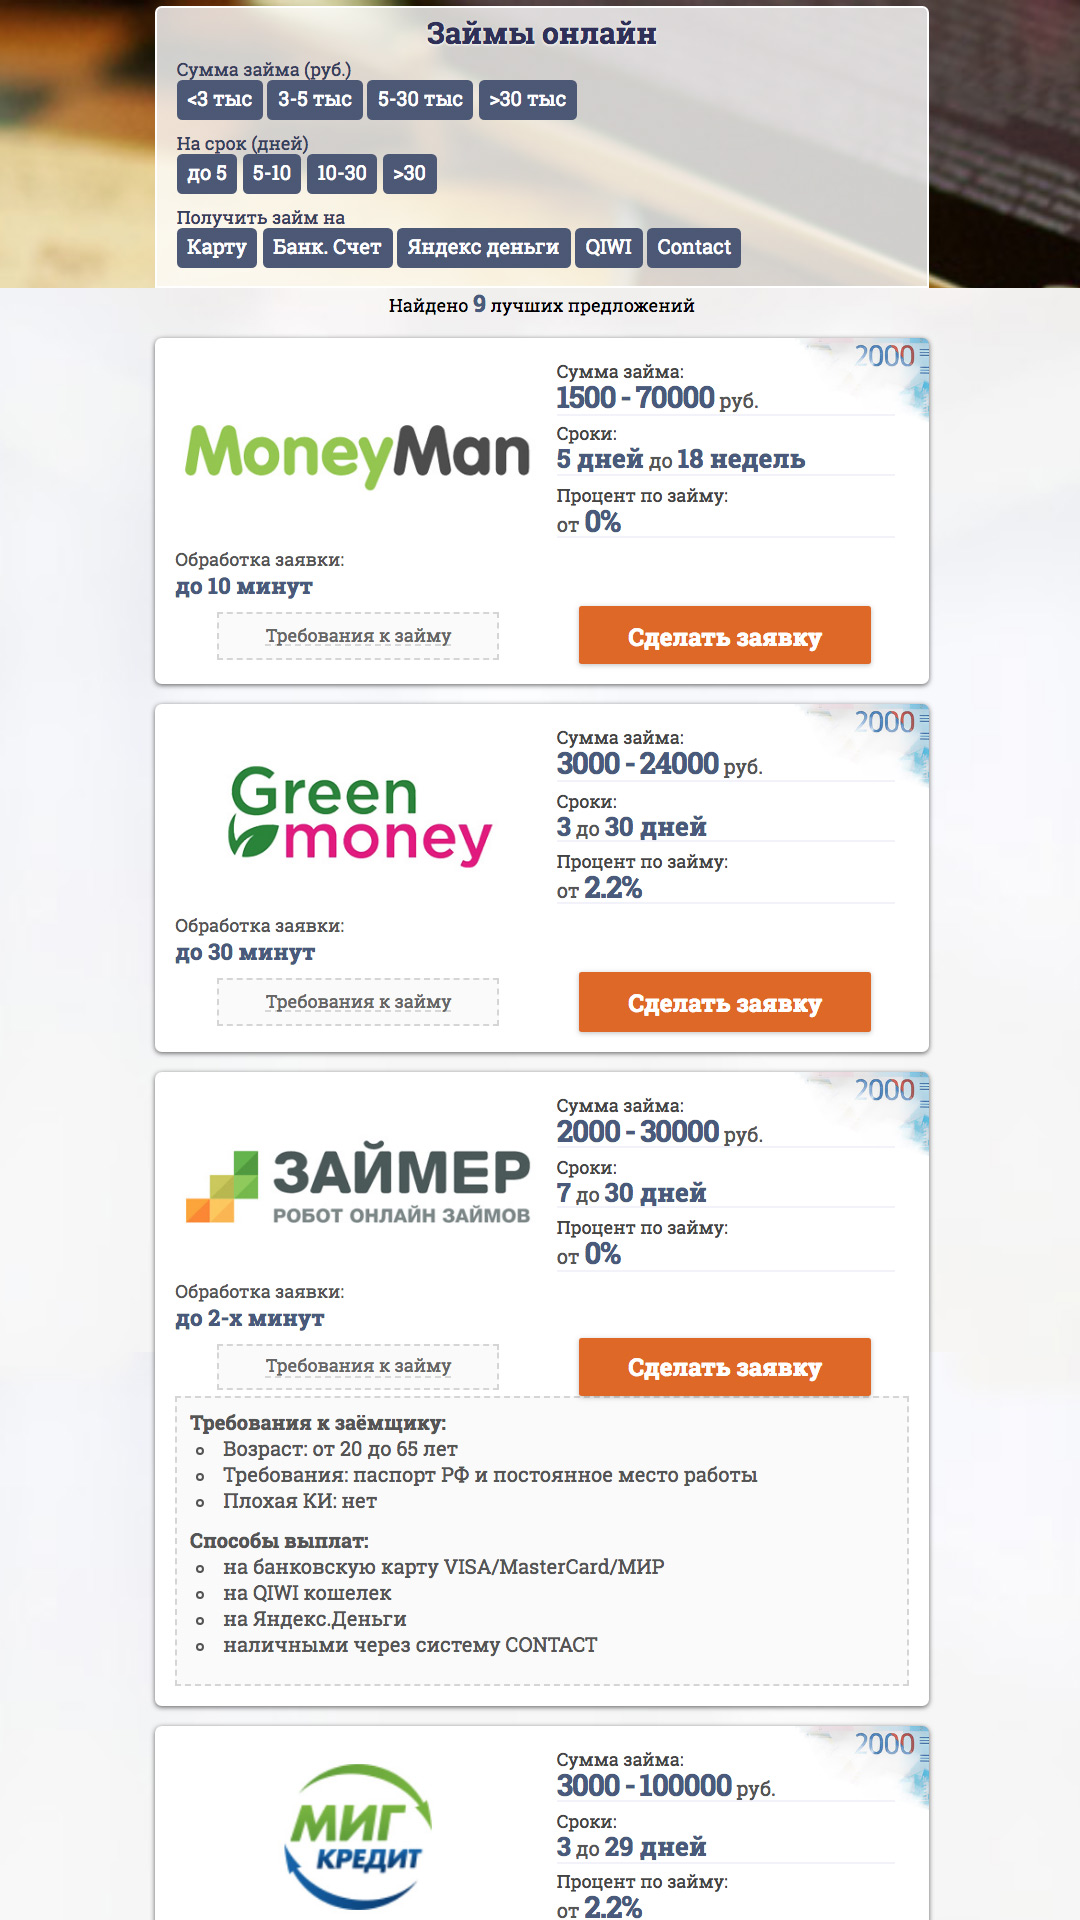 Займы онлайн
Сумма займа (руб.)
<3 тыс 3-5 тыс 5-30 тыс >30 тыс
На срок (дней)
до 5 5-10 10-30 >30
Получить займ на
Карту Банк. Счет Яндекс деньги QIWI Contact
Найдено 9 лучших предложений
2000
MoneyMan
Сумма займа:
1500 - 70000 руб.
Сроки:
5 дней до 18 недель
Процент по займу:
от 0%
Обработка заявки:
до 10 минут
Требования к займу
Сделать заявку
2000
Green
money
Сумма займа:
3000 - 24000 руб.
Сроки:
3 до 30 дней
Процент по займу:
от 2.2%
Обработка заявки:
до 30 минут
Требования к займу
Сделать заявку
2000
ЗАЙМЕР
РОБОТ ОНЛАЙН ЗАЙМОВ
Сумма займа:
2000 - 30000 руб.
Сроки:
7 до 30 дней
Процент по займу:
от 0%
Обработка заявки:
до 2-х минут
Требования к займу
Сделать заявку
Требования к заёмщику:
Возраст: от 20 до 65 лет
Требования: паспорт РФ и постоянное место работы
Плохая КИ: нет
Способы выплат:
на банковскую карту VISA/MasterCard/МИР
на QIWI кошелек
на Яндекс.Деньги
наличными через систему CONTACT
2000
МИГ
КРЕДИТ
Сумма займа:
3000 - 100000 руб.
Сроки:
3 до 29 дней
Процент по займу:
от 2.2%